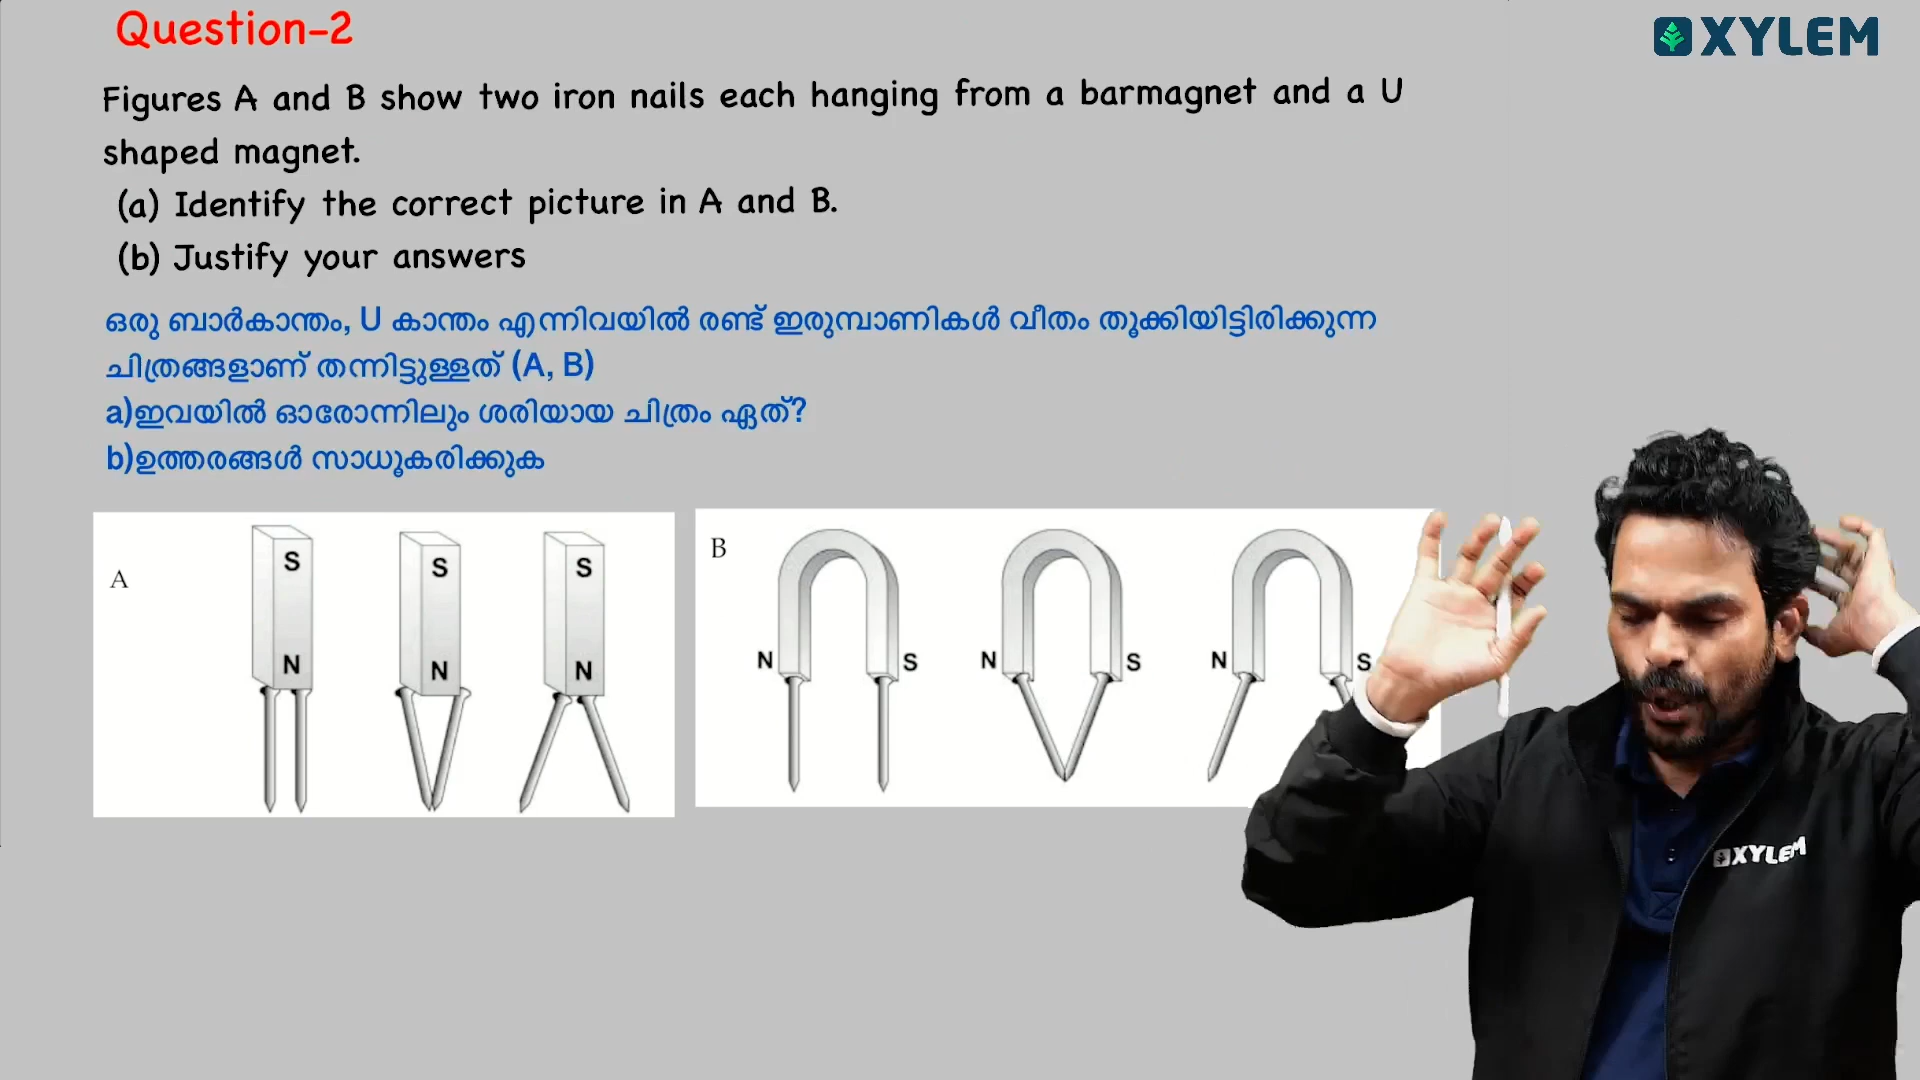 Question-2
XYLEM
Figures A and B show two iron nails each hanging from a barmagnet and a U
shaped magnet.
(a) Identify the correct picture in A and B.
(b) Justify your answers
ഒരു ബാർകാന്തം, U കാന്തം എന്നിവയിൽ രണ്ട് ഇരുമ്പാണികൾ വീതം തൂക്കിയിട്ടിരിക്കുന്ന
ചിത്രങ്ങളാണ് തന്നിട്ടുള്ളത് (A, B)
a)ഇവയിൽ ഓരോന്നിലും ശരിയായ ചിത്രം ഏത്?
b)ഉത്തരങ്ങൾ സാധൂകരിക്കുക
A
S
N
S
N
S
N
B
N
S
N
S
N
S
XYLEM